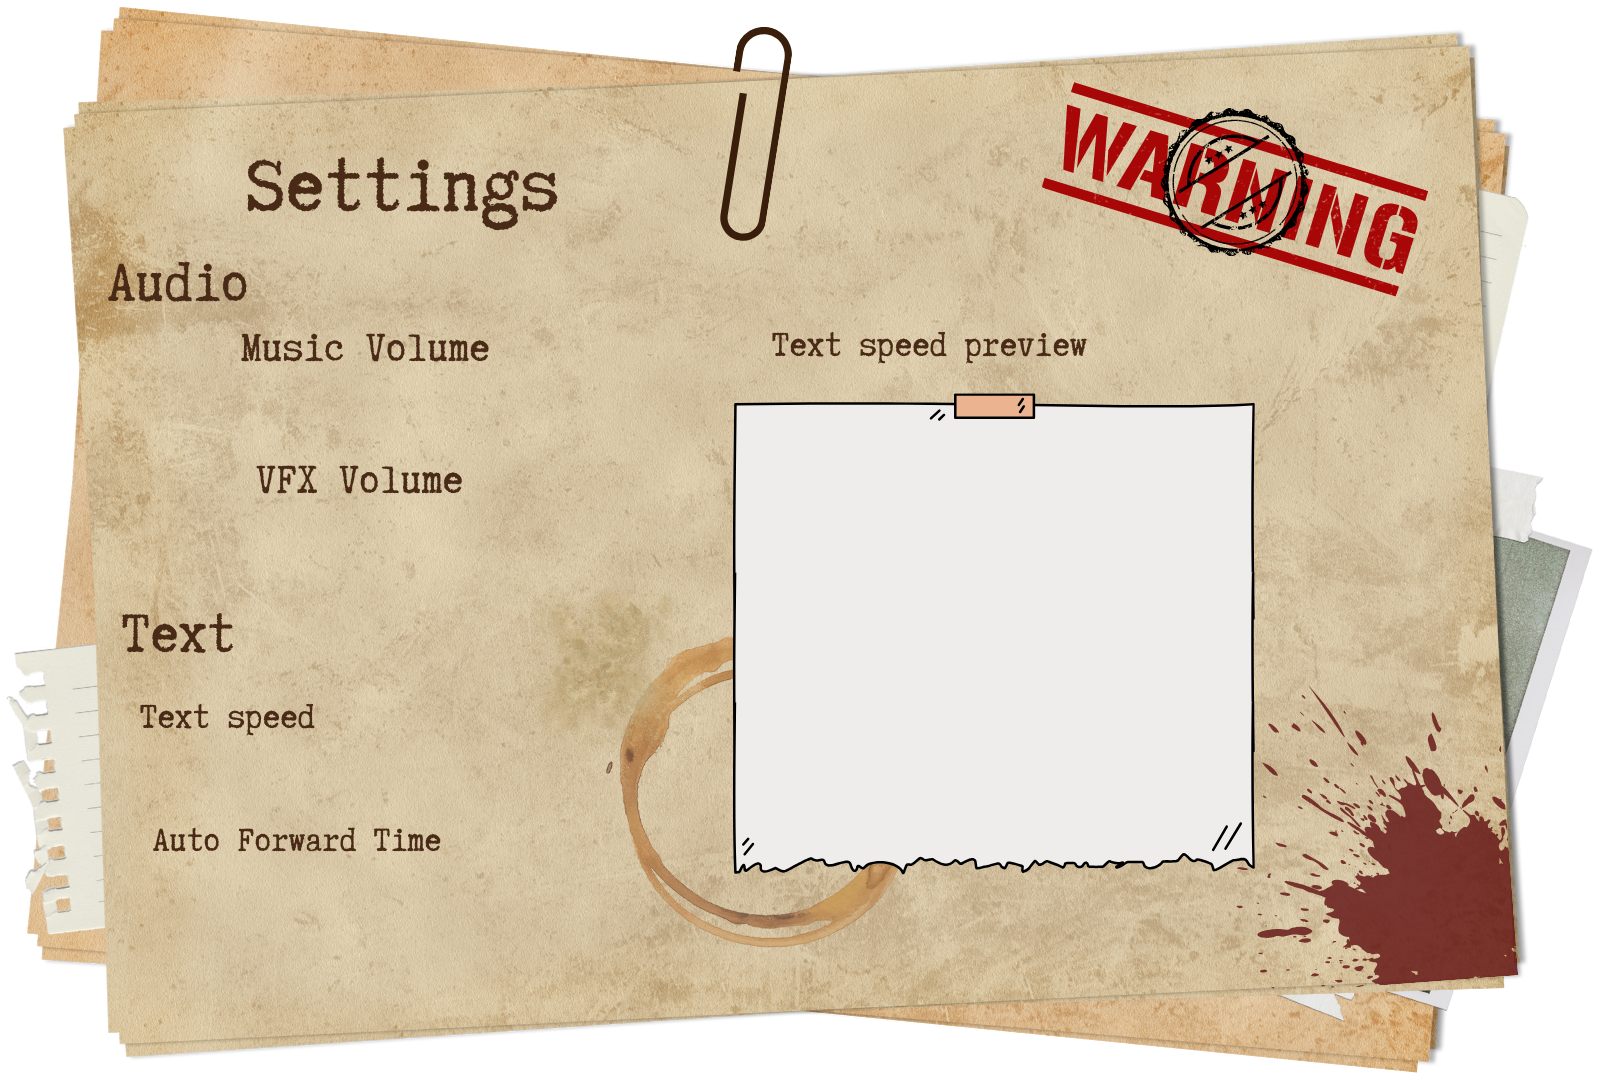 Settings
WARNING
Audio
Music Volume
Text speed preview
VFX Volume
Text
Text speed
Auto Forward Time